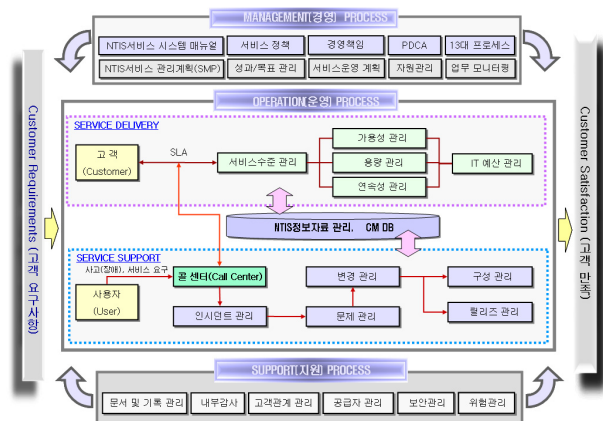 MANAGEMENT(경영) PROCESS
NTIS서비스 시스템 매뉴얼
서비스 정책
경영책임
PDCA
13대 프로세스
NTIS서비스 관리계획(SMP)
성과/목표 관리
서비스운영 계획
자원관리
업무 모니터링
Customer Requirements (고객 요구사항)
OPERATION(운영) PROCESS
SERVICE DELIVERY
고 객
(Customer)
SLA
서비스수준 관리
가용성 관리
용량 관리
연속성 관리
IT 예산 관리
NTIS정보자료 관리, CM DB
SERVICE SUPPORT
사고(장애), 서비스 요구
사용자
(User)
콜 센터(Call Center)
인시던트 관리
변경 관리
문제 관리
구성 관리
릴리즈 관리
Customer Satisfaction (고객 만족)
SUPPORT(지원) PROCESS
문서 및 기록 관리
내부감사
고객관계 관리
공급자 관리
보안관리
위험관리